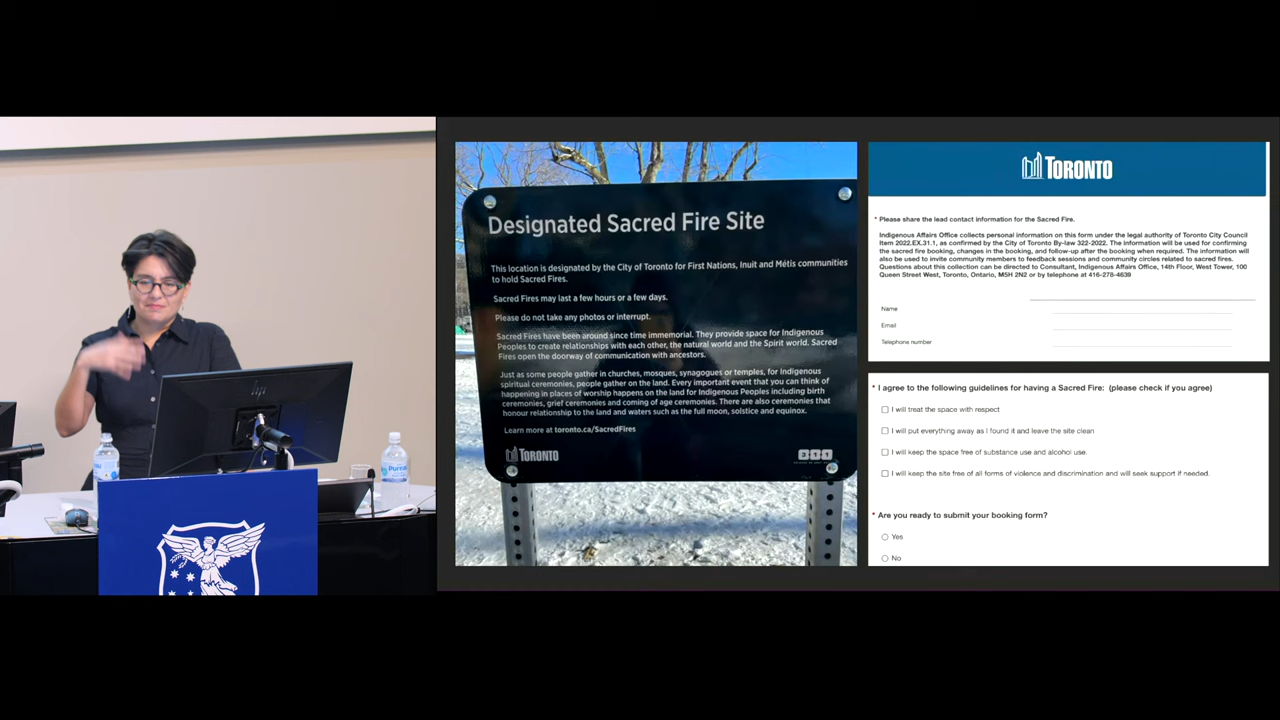 Designated Sacred Fire Site
This location is designated by the City of Toronto for First Nations, Inuit and Métis communities
to hold Sacred Fires.
Sacred Fires may last a few hours or a few days.
Please do not take any photos or interrupt.
Sacred Fires have been around since time immemorial. They provide space for Indigenous
Peoples to create relationships with each other, the natural world and the Spirit world. Sacred
Fires open the doorway of communication with ancestors.
Just as some people gather in churches, mosques, synagogues or temples, for Indigenous
spiritual ceremonies, people gather on the land. Every important event that you can think of
happening in places of worship happens on the land for Indigenous Peoples including birth
ceremonies, grief ceremonies and coming of age ceremonies. There are also ceremonies that
honour relationship to the land and waters such as the full moon, solstice and equinox.
Learn more at toronto.ca/SacredFires
TORONTO
311
TORONTO
* Please share the lead contact information for the Sacred Fire.
Indigenous Affairs Office collects personal information on this form under the legal authority of Toronto City Council
Item 2022.EX.31.1, as confirmed by the City of Toronto By-law 322-2022. The information will be used for confirming
the sacred fire booking, changes in the booking, and follow-up after the booking when required. The information will
also be used to invite community members to feedback sessions and community circles related to sacred fires.
Questions about this collection can be directed to Consultant, Indigenous Affairs Office, 14th Floor, West Tower, 100
Queen Street West, Toronto, Ontario, M5H 2N2 or by telephone at 416-278-4639
Name
Email
Telephone number
* I agree to the following guidelines for having a Sacred Fire: (please check if you agree)
I will treat the space with respect
I will put everything away as I found it and leave the site clean
I will keep the space free of substance use and alcohol use.
I will keep the site free of all forms of violence and discrimination and will seek support if needed.
* Are you ready to submit your booking form?
Yes
No
hp